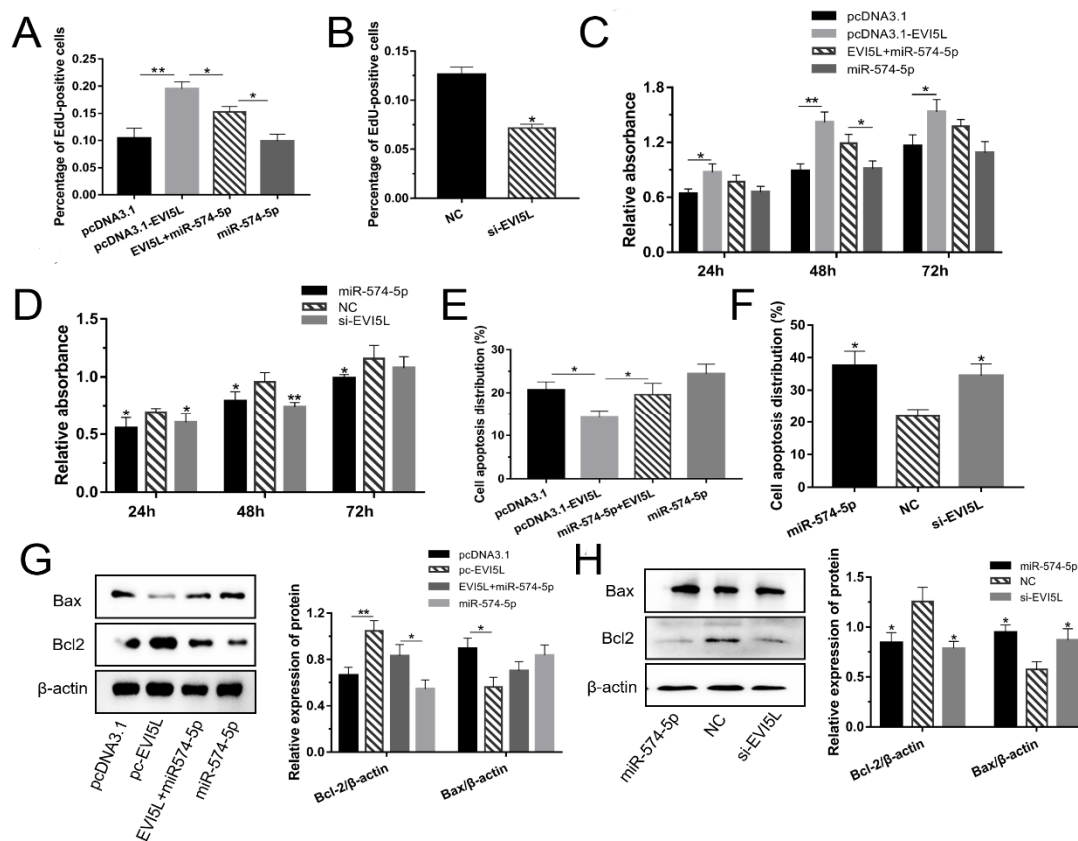 A
Percentage of EdU-positive cells
0.20
0.15
0.10
0.05
0.00
**
*
*
pcDNA3.1
pcDNA3.1-EVI5L
EVI5L+miR-574-5p
miR-574-5p
B
Percentage of EdU-positive cells
0.15
0.10
0.05
0.00
*
NC
si-EVI5L
C
pcDNA3.1
pcDNA3.1-EVI5L
EVI5L+miR-574-5p
miR-574-5p
Relative absorbance
1.8
1.2
0.6
0.0
*
**
*
*
24h
48h
72h
D
miR-574-5p
NC
si-EVI5L
Relative absorbance
1.5
1.0
0.5
0.0
*
*
*
**
*
24h
48h
72h
E
Cell apoptosis distribution (%)
30
20
10
0
*
*
pcDNA3.1
pcDNA3.1-EVI5L
miR-574-5p+EVI5L
miR-574-5p
F
Cell apoptosis distribution (%)
50
40
30
20
10
0
*
*
miR-574-5p
NC
si-EVI5L
G
Bax
Bcl2
β-actin
pcDNA3.1
pc-EVI5L
EVI5L+miR574-5p
miR-574-5p
pcDNA3.1
pc-EVI5L
EVI5L+miR-574-5p
miR-574-5p
Relative expression of protein
1.2
0.8
0.4
0.0
**
*
*
Bcl-2/β-actin
Bax/β-actin
H
Bax
Bcl2
β-actin
miR-574-5p
NC
si-EVI5L
miR-574-5p
NC
si-EVI5L
Relative expression of protein
1.5
1.0
0.5
0.0
*
*
*
*
Bcl-2/β-actin
Bax/β-actin